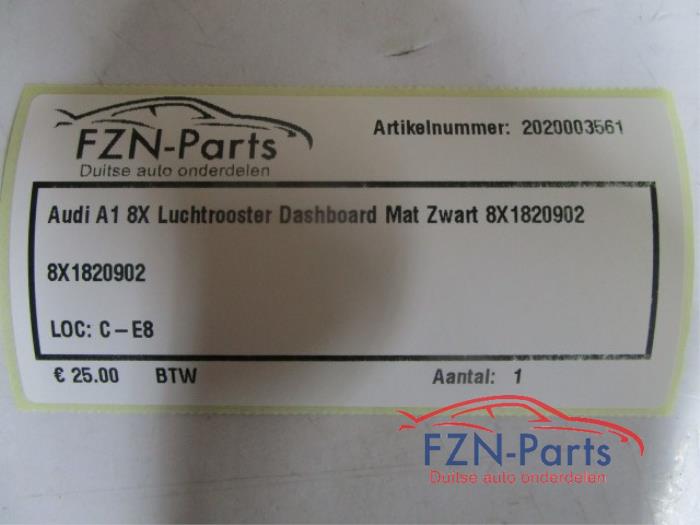 FZN-Parts
Duitse auto onderdelen
Artikelnummer: 2020003561
Audi A1 8X Luchtrooster Dashboard Mat Zwart 8X1820902
8X1820902
LOC: C-E8
€ 25.00 BTW
Aantal: 1
FZN-Parts
Duitse auto onderdelen